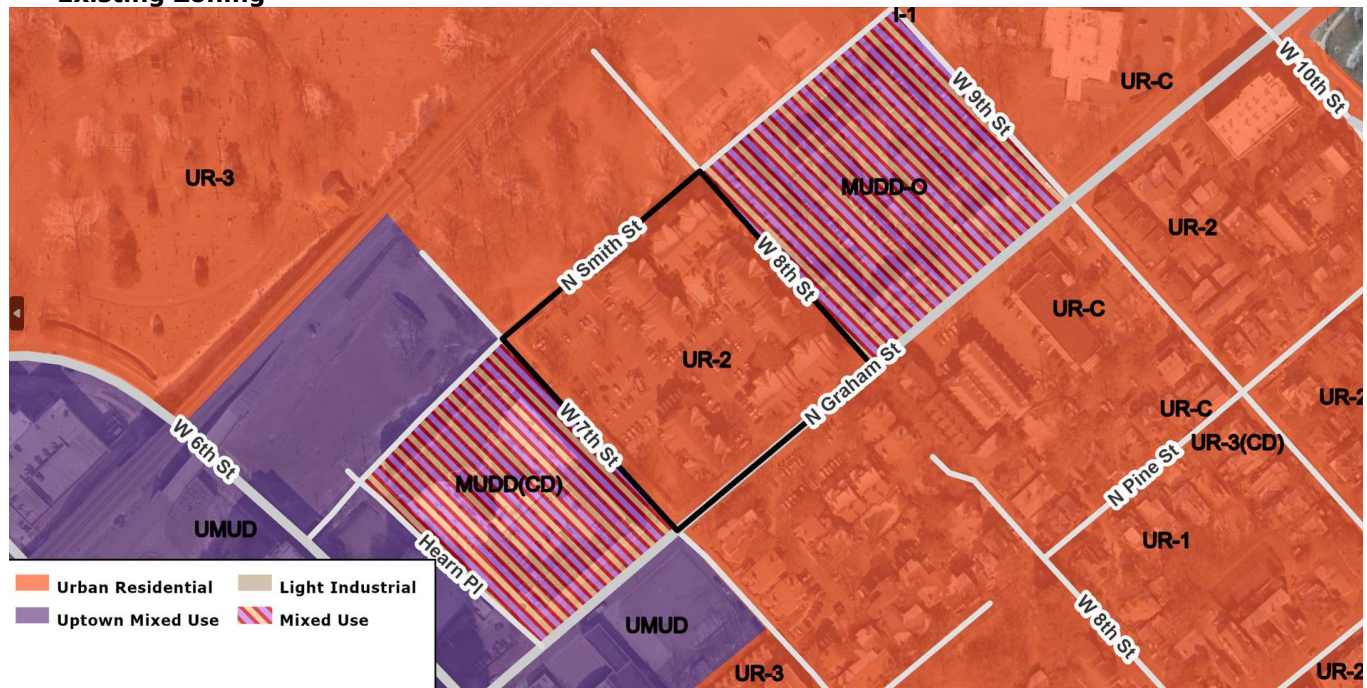 Existing Zoning
I-1
W 10th St
UR-C
W 9th St
UR-3
MUDD-O
UR-2
N Smith St
W 8th St
UR-C
UR-2
N Graham St
UR-2
UR-C
UR-3(CD)
W 7th St
W 6th St
N Pine St
MUDD(CD)
UMUD
UR-1
Hearn Pl
W 8th St
UMUD
UR-3
UR-2
Urban Residential
Light Industrial
Uptown Mixed Use
Mixed Use